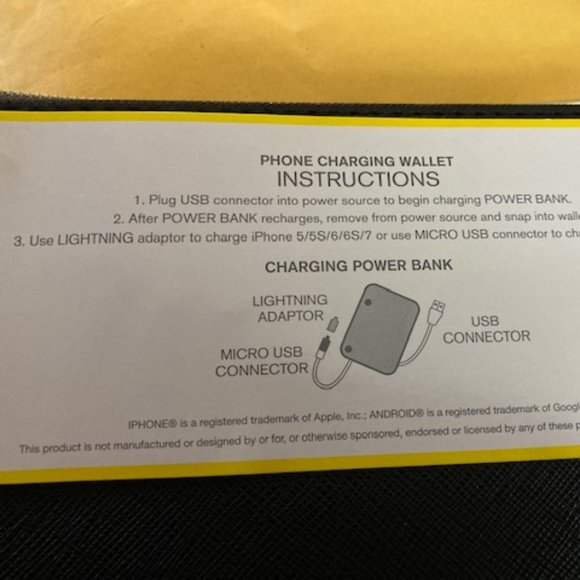 PHONE CHARGING WALLET
INSTRUCTIONS
1. Plug USB connector into power source to begin charging POWER BANK.
2. After POWER BANK recharges, remove from power source and snap into
3. Use LIGHTNING adaptor to charge iPhone 5/5S/6/6S/7 or use MICRO USB connector to
CHARGING POWER BANK
LIGHTNING
ADAPTOR
MICRO USB
CONNECTOR
USB
CONNECTOR
IPHONE® is a registered trademark of Apple, Inc.; ANDROID® is a registered trademark of Google
This product is not manufactured or designed by or for, or otherwise sponsored, endorsed or licensed by any of these